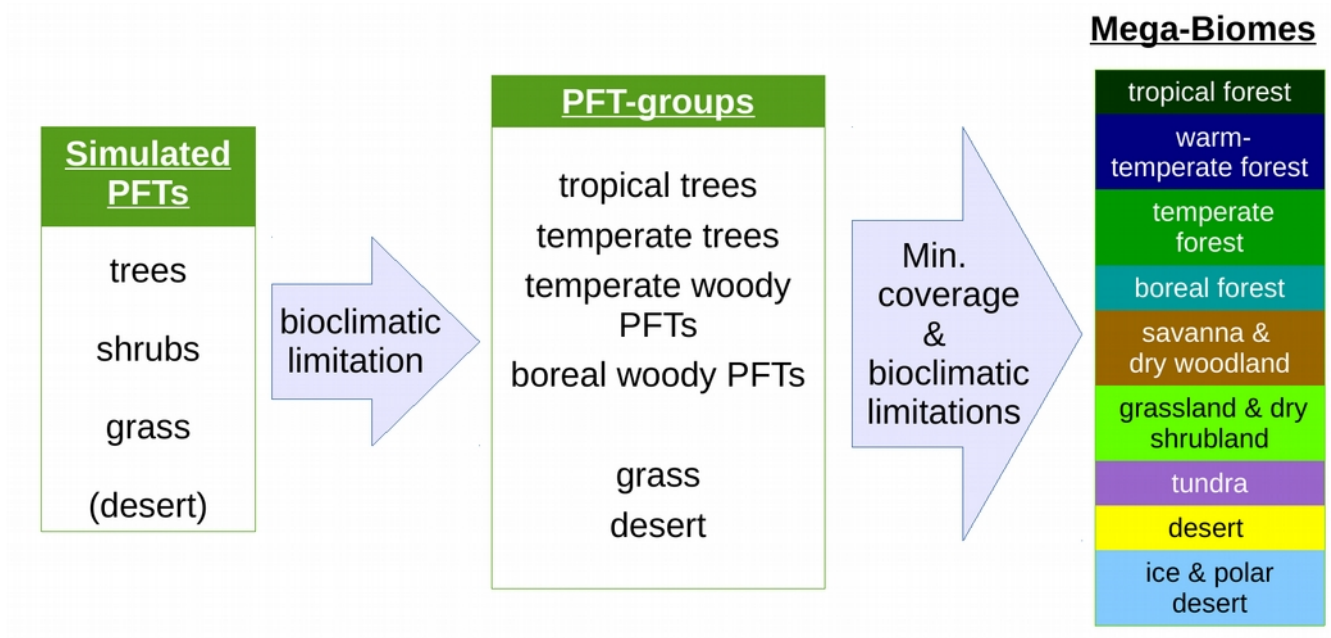 Simulated
PFTs
trees
shrubs
grass
(desert)
bioclimatic
limitation
PFT-groups
tropical trees
temperate trees
temperate woody
PFTs
boreal woody PFTs
grass
desert
Min.
coverage
&
bioclimatic
limitations
Mega-Biomes
tropical forest
warm-
temperate forest
temperate
forest
boreal forest
savanna &
dry woodland
grassland & dry
shrubland
tundra
desert
ice & polar
desert